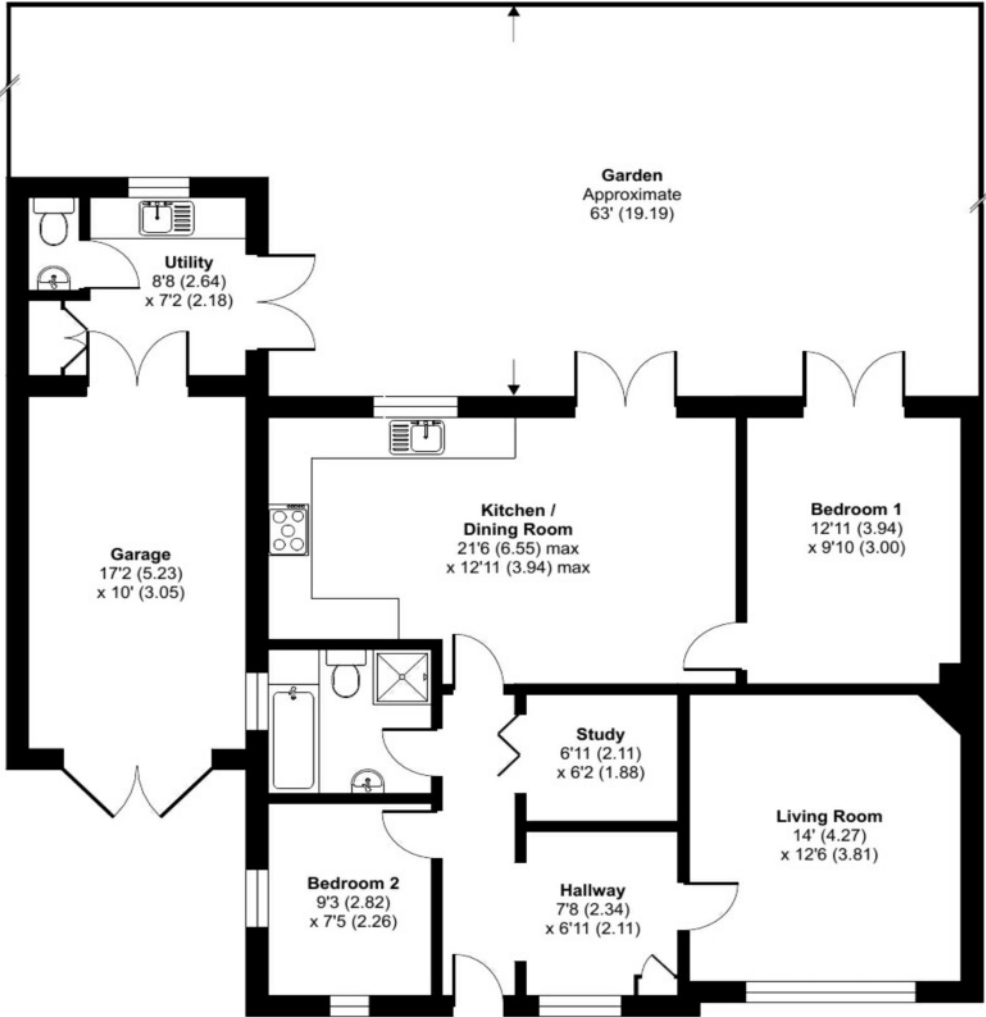 Garden
Approximate
63' (19.19)
Utility
8'8 (2.64)
x 7'2 (2.18)
Kitchen /
Dining Room
21'6 (6.55) max
x 12'11 (3.94) max
Bedroom 1
12'11 (3.94)
x 9'10 (3.00)
Garage
17'2 (5.23)
x 10' (3.05)
Study
6'11 (2.11)
x 6'2 (1.88)
Living Room
14' (4.27)
x 12'6 (3.81)
Bedroom 2
9'3 (2.82)
x 7'5 (2.26)
Hallway
7'8 (2.34)
x 6'11 (2.11)